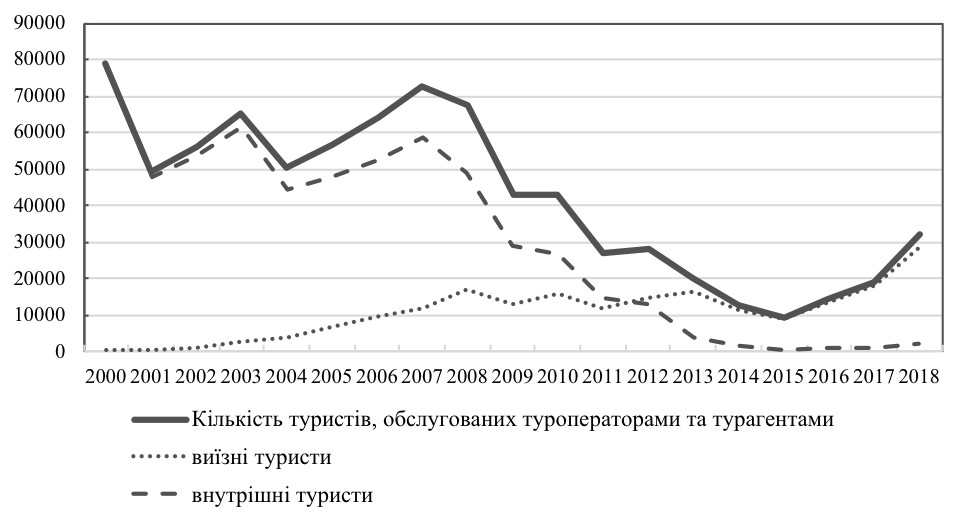 90000
80000
70000
60000
50000
40000
30000
20000
10000
0
2000 2001 2002 2003 2004 2005 2006 2007 2008 2009 2010 2011 2012 2013 2014 2015 2016 2017 2018
Кількість туристів, обслугованих туроператорами та турагентами
виїзні туристи
внутрішні туристи